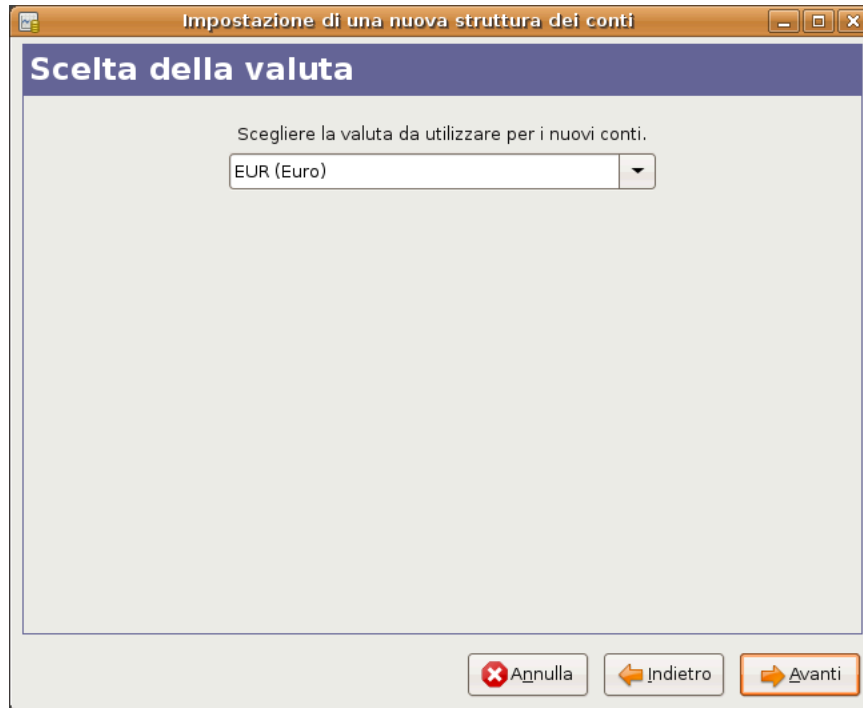 Impostazione di una nuova struttura dei conti
Scelta della valuta
Scegliere la valuta da utilizzare per i nuovi conti.
EUR (Euro)
Annulla
Indietro
Avanti